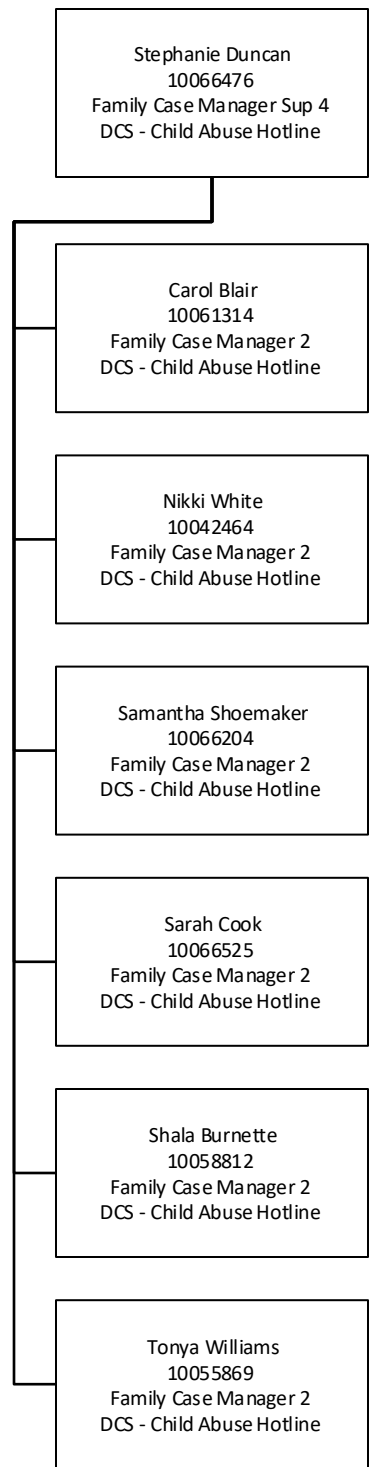 Stephanie Duncan
10066476
Family Case Manager Sup 4
DCS - Child Abuse Hotline
Carol Blair
10061314
Family Case Manager 2
DCS - Child Abuse Hotline
Nikki White
10042464
Family Case Manager 2
DCS - Child Abuse Hotline
Samantha Shoemaker
10066204
Family Case Manager 2
DCS - Child Abuse Hotline
Sarah Cook
10066525
Family Case Manager 2
DCS - Child Abuse Hotline
Shala Burnette
10058812
Family Case Manager 2
DCS - Child Abuse Hotline
Tonya Williams
10055869
Family Case Manager 2
DCS - Child Abuse Hotline